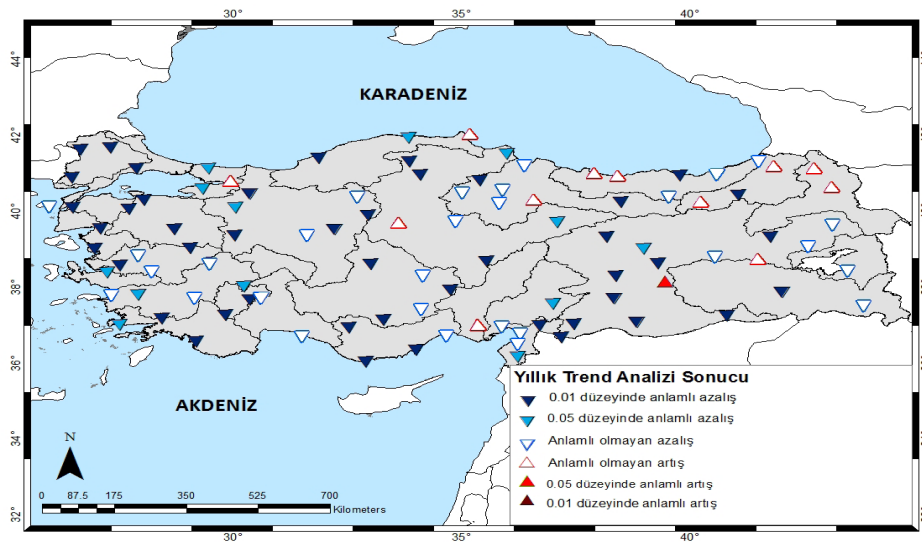 30° 35° 40°
44°
42°
40°
38°
36°
34°
32°
KARADENİZ
AKDENİZ
N
0 87.5 175 350 525 700
Kilometers
Yıllık Trend Analizi Sonucu
0.01 düzeyinde anlamlı azalış
0.05 düzeyinde anlamlı azalış
Anlamlı olmayan azalış
Anlamlı olmayan artış
0.05 düzeyinde anlamlı artış
0.01 düzeyinde anlamlı artış
30° 35° 40°